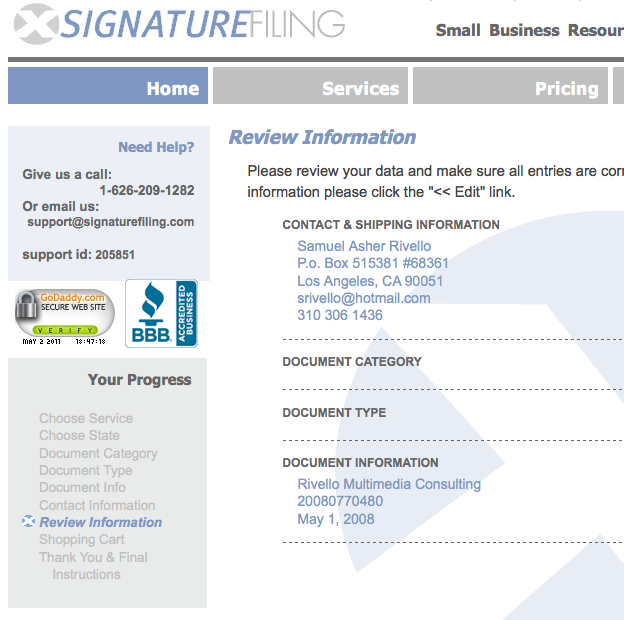 SIGNATUREFILING
Small Business Resour
Home
Services
Pricing
Need Help?
Give us a call:
1-626-209-1282
Or email us:
support@signaturefiling.com
support id: 205851
GoDaddy.com
SECURE WEB SITE
VERIFY
MAY 2 2011 18:47:18
BBB.
ACCREDITED
BUSINESS
Your Progress
Choose Service
Choose State
Document Category
Document Type
Document Info
Contact Information
Review Information
Shopping Cart
Thank You & Final
Instructions
Review Information
Please review your data and make sure all entries are corr
information please click the "<< Edit" link.
CONTACT & SHIPPING INFORMATION
Samuel Asher Rivello
P.o. Box 515381 #68361
Los Angeles, CA 90051
srivello@hotmail.com
310 306 1436
DOCUMENT CATEGORY
DOCUMENT TYPE
DOCUMENT INFORMATION
Rivello Multimedia Consulting
20080770480
May 1, 2008